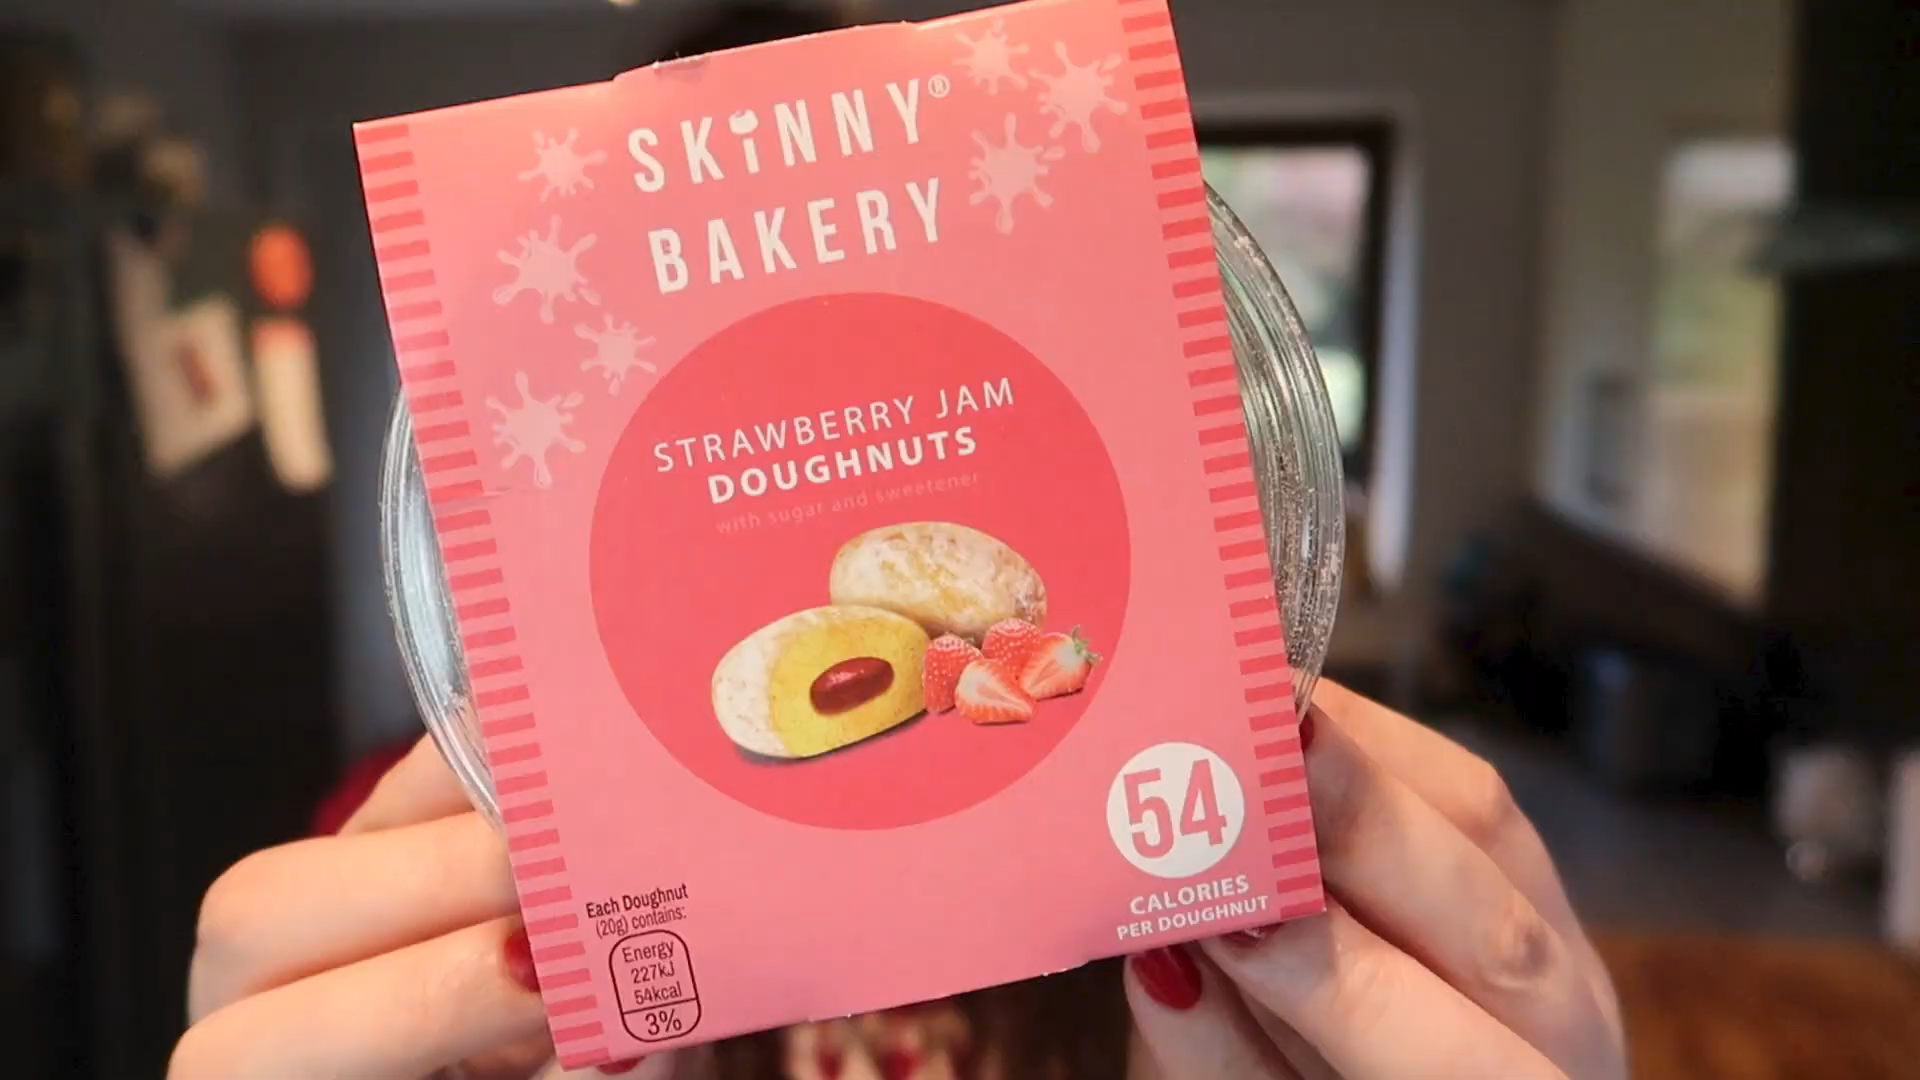 SKiNNY®
BAKERY
STRAWBERRY JAM
DOUGHNUTS
with sugar and sweetener
54
CALORIES
PER DOUGHNUT
Each Doughnut
(20g) contains:
Energy
227kJ
54kcal
3%